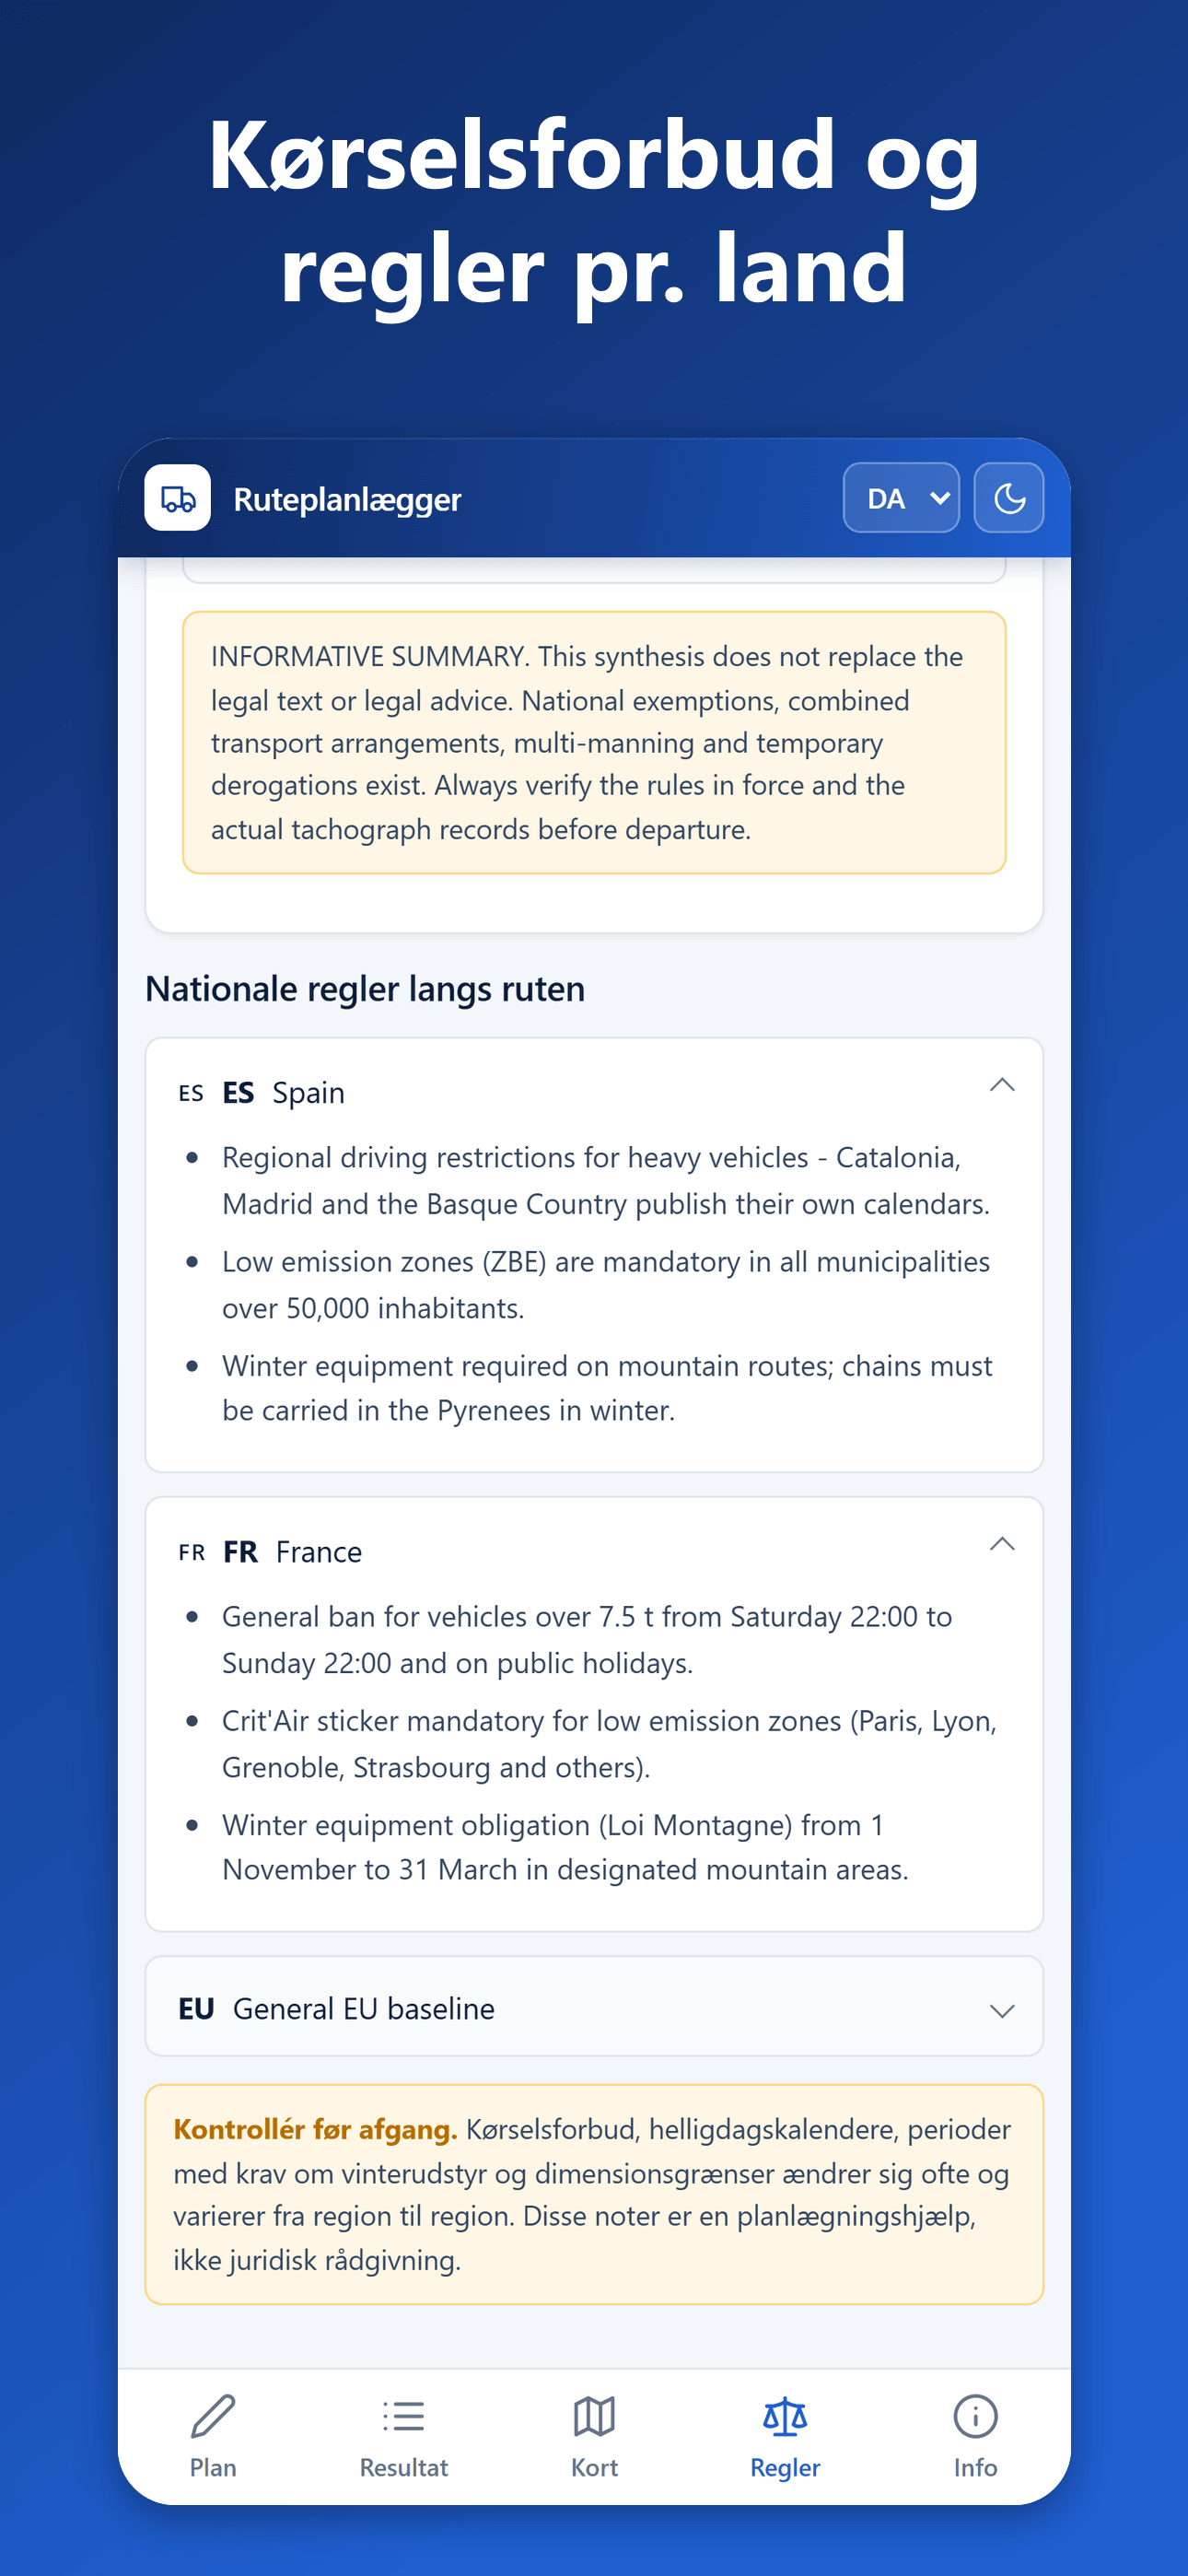 Kørselsforbud og
regler pr. land
Ruteplanlægger
DA
INFORMATIVE SUMMARY. This synthesis does not replace the
legal text or legal advice. National exemptions, combined
transport arrangements, multi-manning and temporary
derogations exist. Always verify the rules in force and the
actual tachograph records before departure.
Nationale regler langs ruten
ES ES Spain
Regional driving restrictions for heavy vehicles - Catalonia,
Madrid and the Basque Country publish their own calendars.
Low emission zones (ZBE) are mandatory in all municipalities
over 50,000 inhabitants.
Winter equipment required on mountain routes; chains must
be carried in the Pyrenees in winter.
FR FR France
General ban for vehicles over 7.5 t from Saturday 22:00 to
Sunday 22:00 and on public holidays.
Crit'Air sticker mandatory for low emission zones (Paris, Lyon,
Grenoble, Strasbourg and others).
Winter equipment obligation (Loi Montagne) from 1
November to 31 March in designated mountain areas.
EU General EU baseline
Kontrollér før afgang. Kørselsforbud, helligdagskalendere, perioder
med krav om vinterudstyr og dimensionsgrænser ændrer sig ofte og
varierer fra region til region. Disse noter er en planlægningshjælp,
ikke juridisk rådgivning.
Plan
Resultat
Kort
Regler
Info